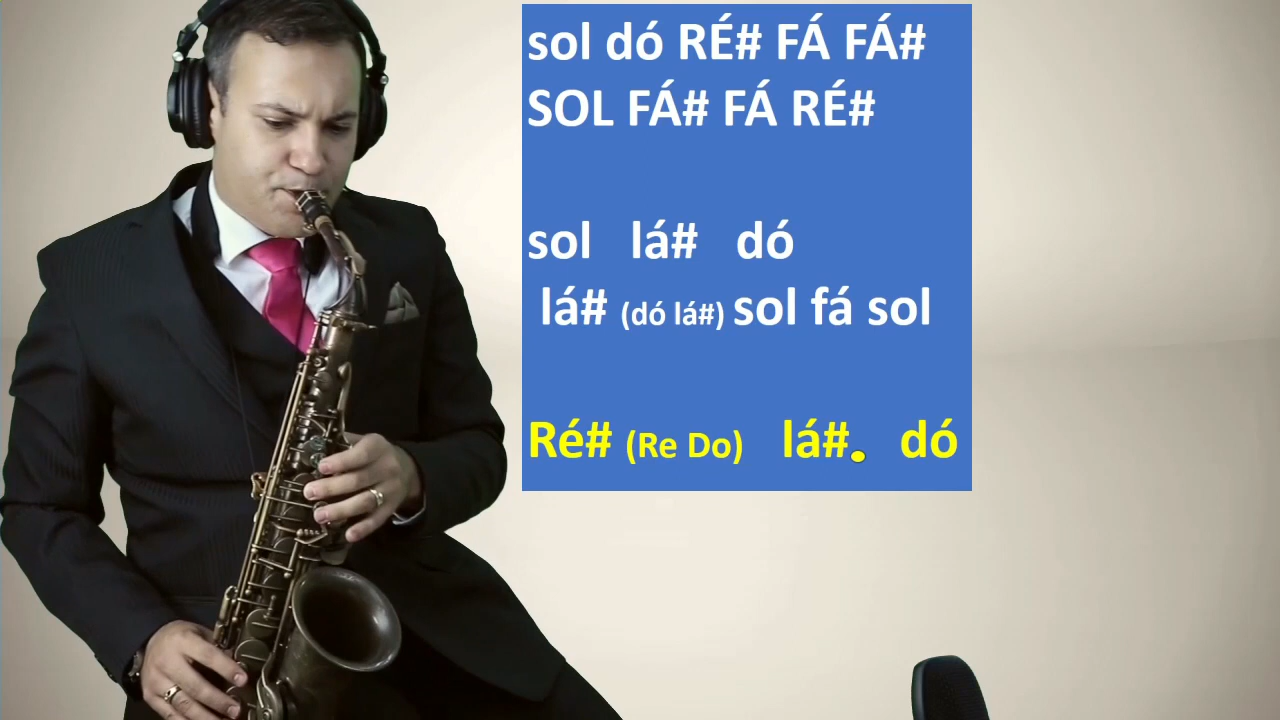 sol dó RÉ# FÁ FÁ#
SOL FÁ# FÁ RÉ#
sol lá# dó
lá# (dó lá#) sol fá sol
Ré# (Re Do) lá#. dó